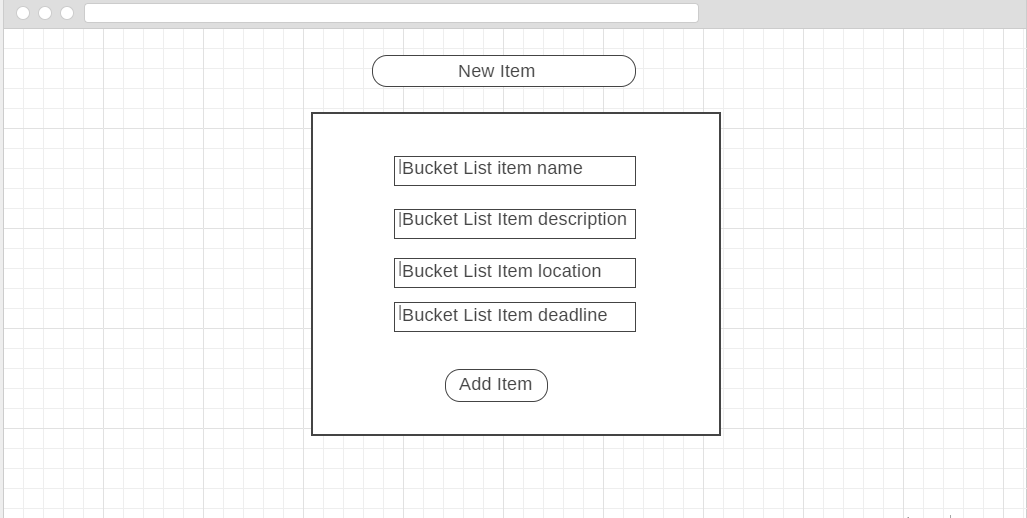 New Item
Bucket List item name
Bucket List Item description
Bucket List Item location
Bucket List Item deadline
Add Item